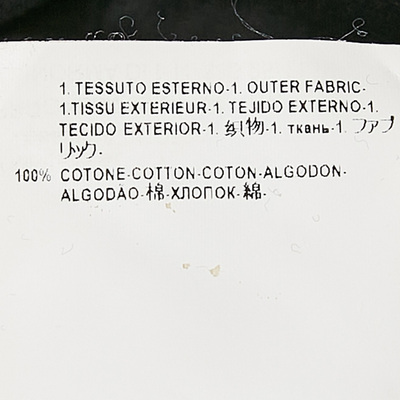 1. TESSUTO ESTERNO-1. OUTER FABRIC-
1.TISSU EXTERIEUR-1. TEJIDO EXTERNO-1.
TECIDO EXTERIOR-1. 织物-1. ткань-1. ファブ
リック-
100% COTONE-COTTON-COTON-ALGODON-
ALGODÃO-棉-ХЛОПОК-綿-